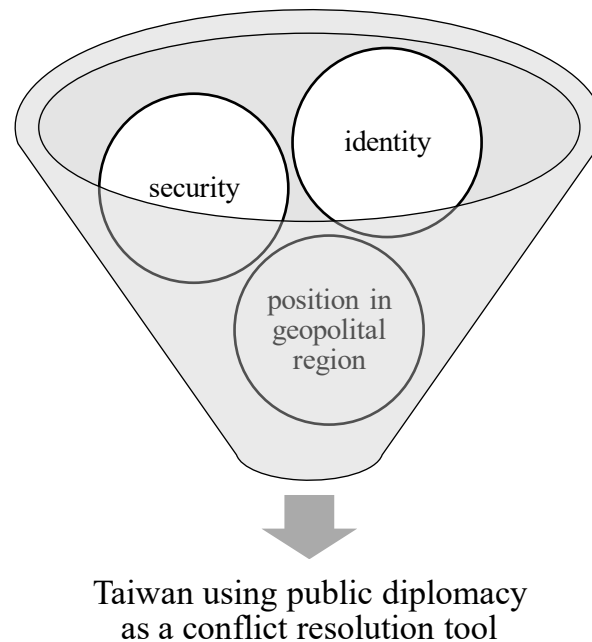 identity
security
position in
geopolital
region
Taiwan using public diplomacy
as a conflict resolution tool